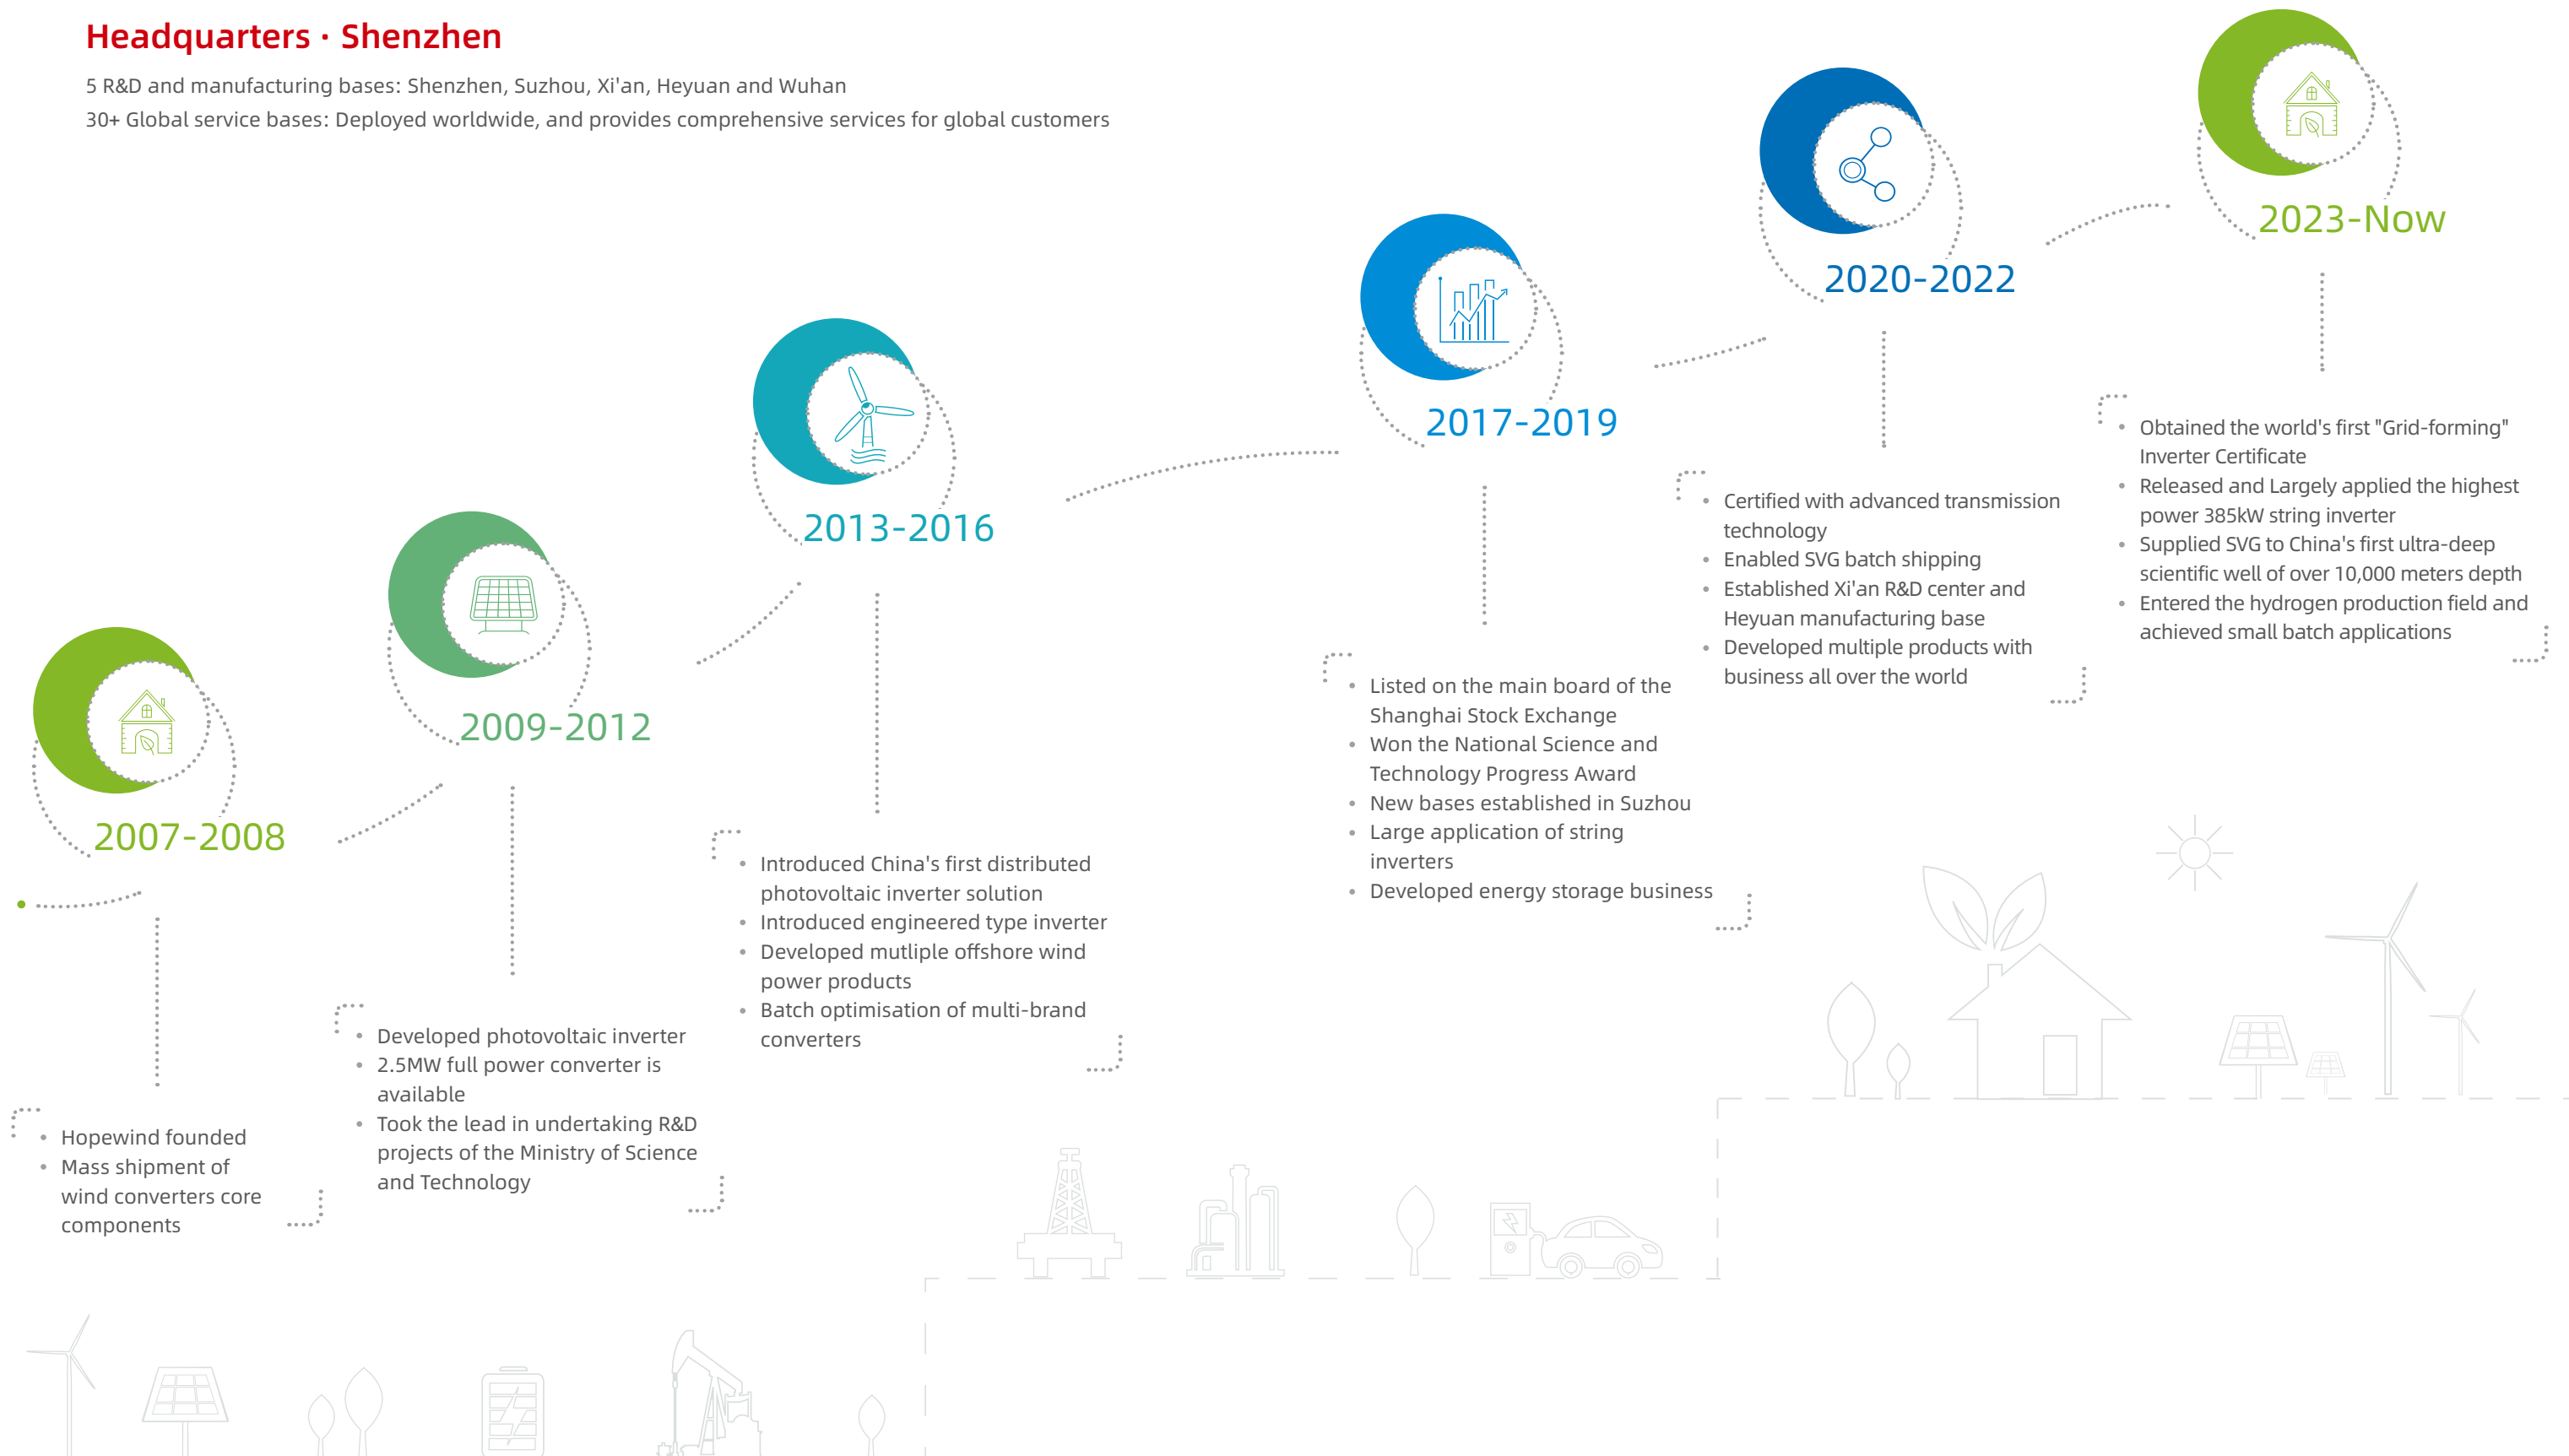 Headquarters · Shenzhen
5 R&D and manufacturing bases: Shenzhen, Suzhou, Xi'an, Heyuan and Wuhan
30+ Global service bases: Deployed worldwide, and provides comprehensive services for global customers
2007-2008
• Hopewind founded
• Mass shipment of
wind converters core
components
2009-2012
• Developed photovoltaic inverter
• 2.5MW full power converter is
available
• Took the lead in undertaking R&D
projects of the Ministry of Science
and Technology
2013-2016
• Introduced China's first distributed
photovoltaic inverter solution
• Introduced engineered type inverter
• Developed mutliple offshore wind
power products
• Batch optimisation of multi-brand
converters
2017-2019
• Listed on the main board of the
Shanghai Stock Exchange
• Won the National Science and
Technology Progress Award
• New bases established in Suzhou
• Large application of string
inverters
• Developed energy storage business
2020-2022
• Certified with advanced transmission
technology
• Enabled SVG batch shipping
• Established Xi'an R&D center and
Heyuan manufacturing base
• Developed multiple products with
business all over the world
2023-Now
• Obtained the world's first "Grid-forming"
Inverter Certificate
• Released and Largely applied the highest
power 385kW string inverter
• Supplied SVG to China's first ultra-deep
scientific well of over 10,000 meters depth
• Entered the hydrogen production field and
achieved small batch applications